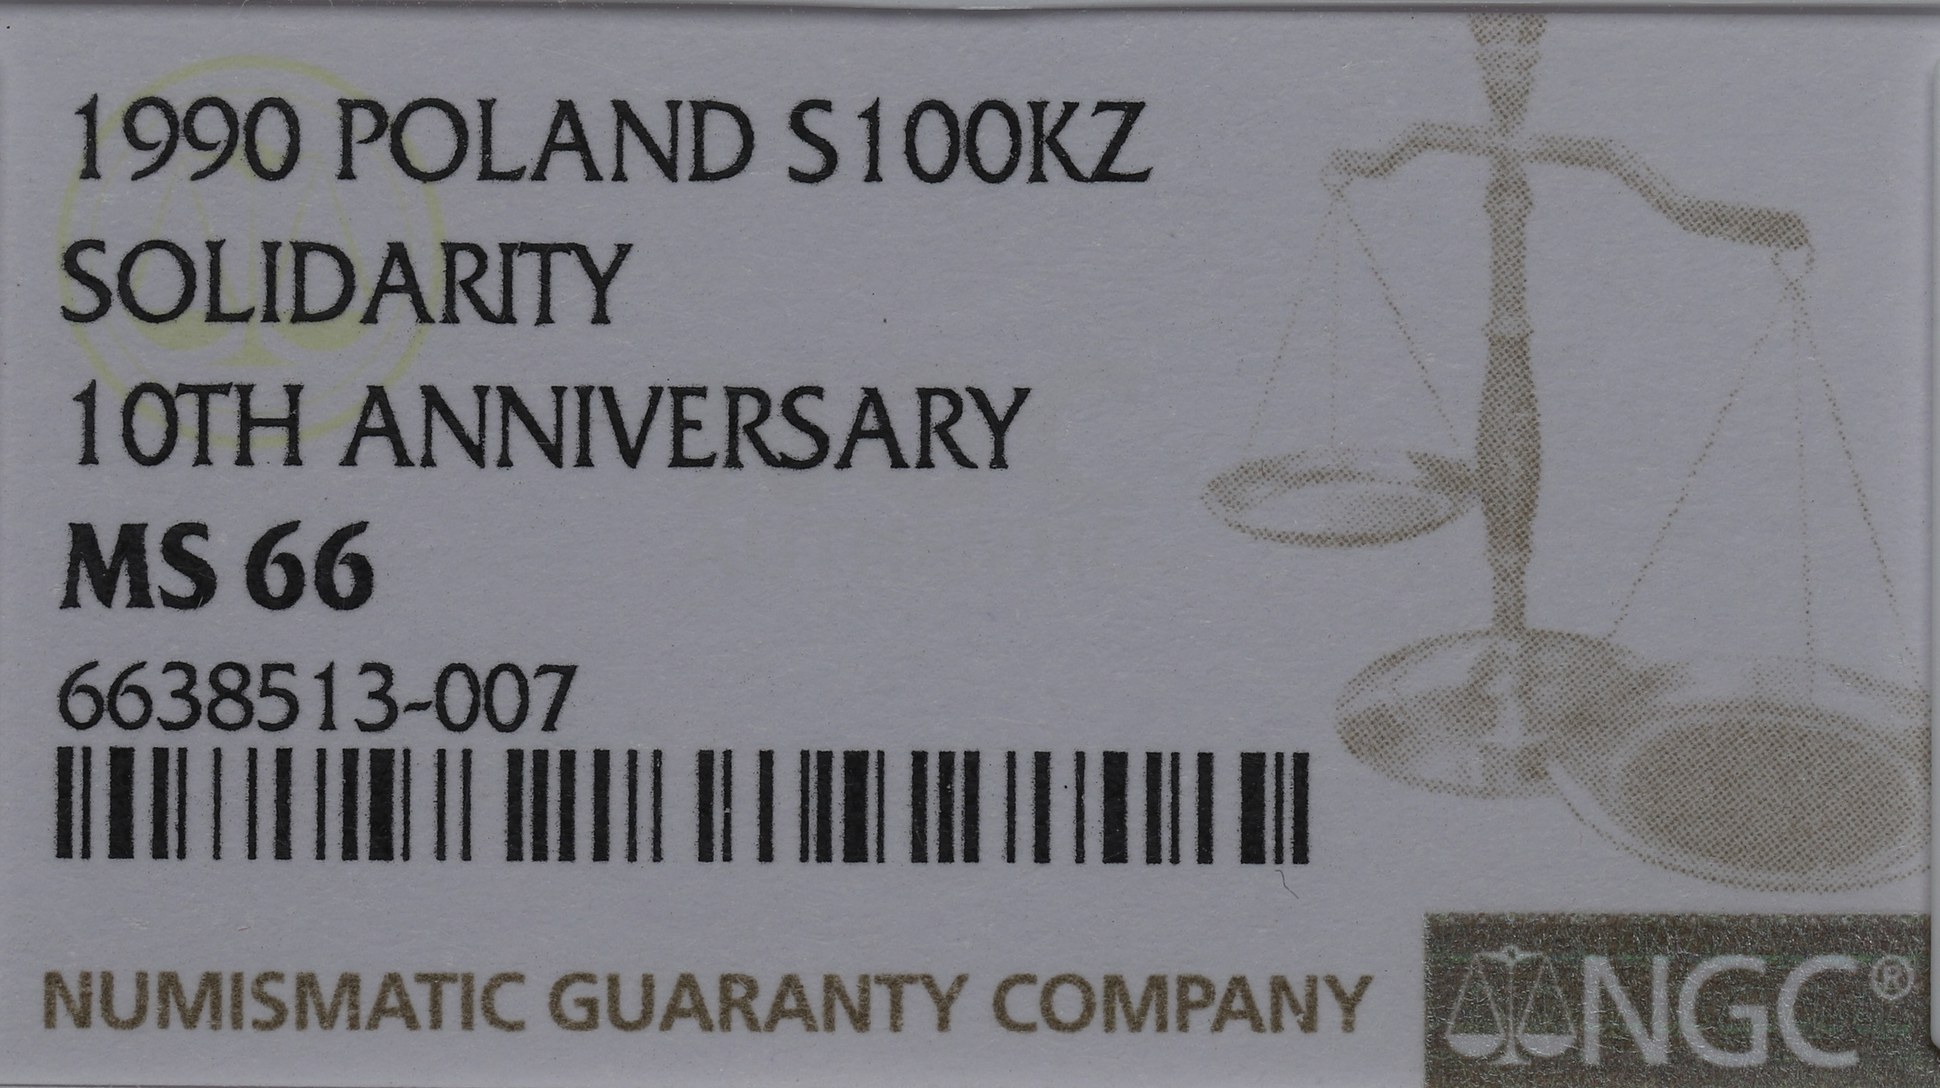 1990 POLAND S100KZ
SOLIDARITY
10TH ANNIVERSARY
MS 66
6638513-007
NUMISMATIC GUARANTY COMPANY
NGC®